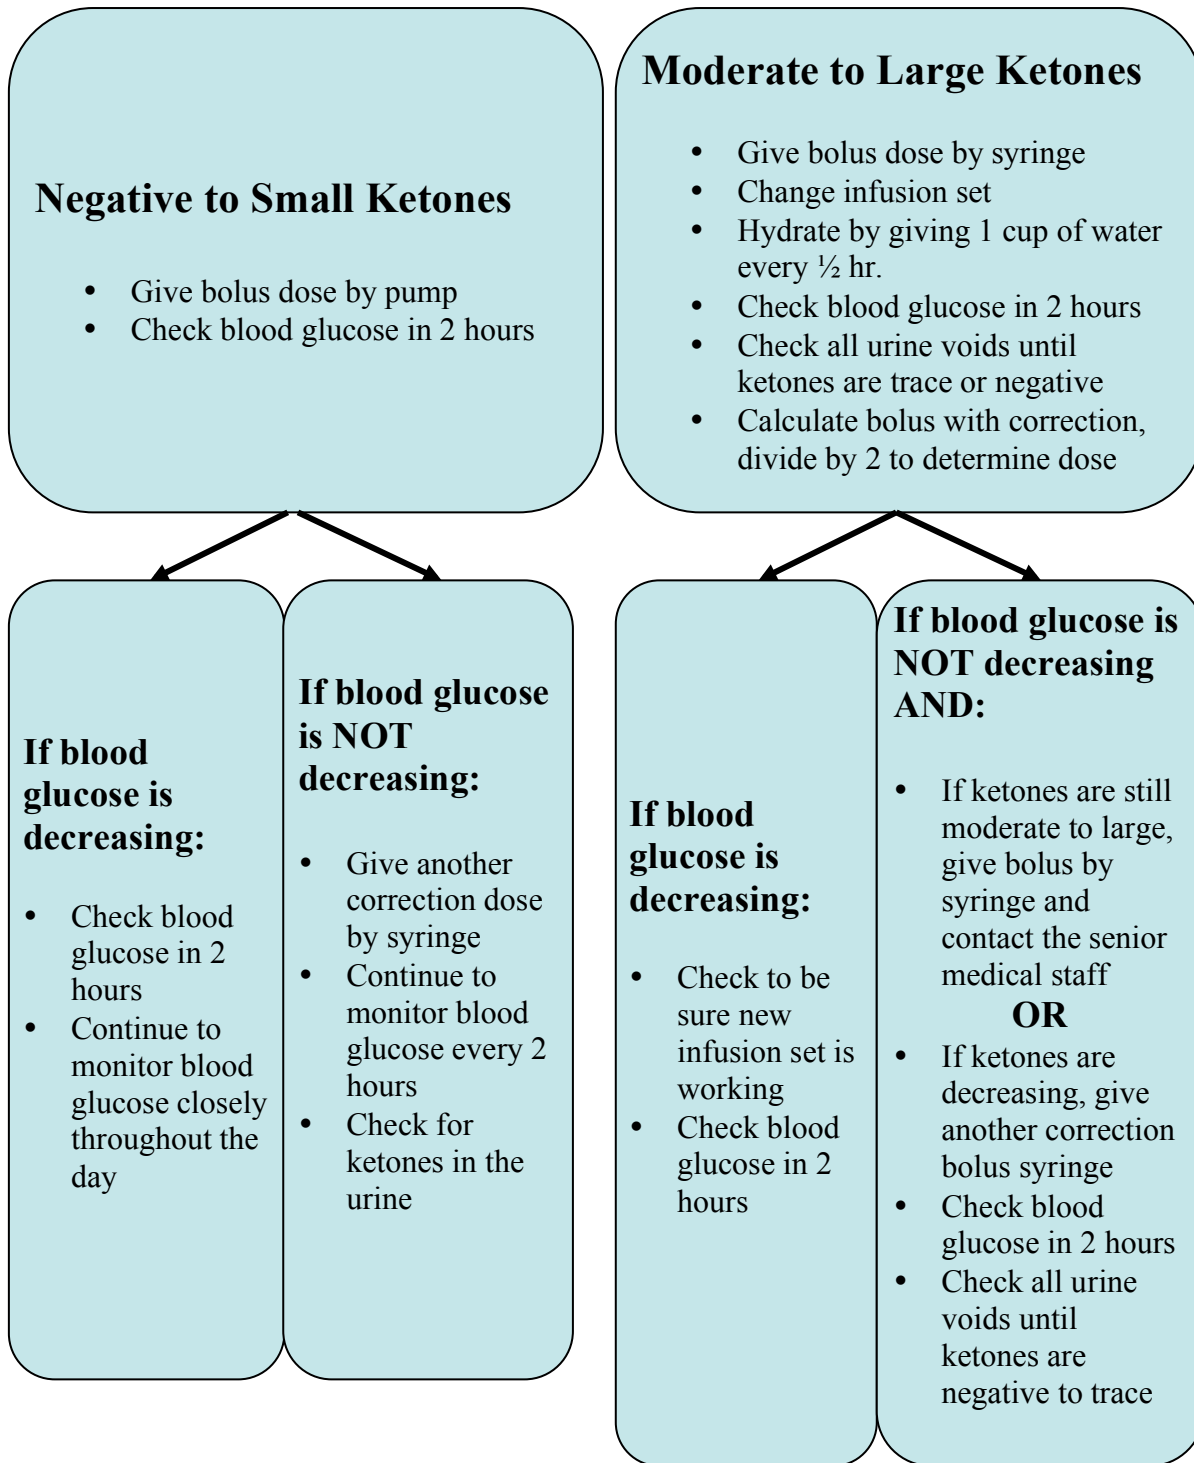 Negative to Small Ketones
• Give bolus dose by pump
• Check blood glucose in 2 hours
Moderate to Large Ketones
• Give bolus dose by syringe
• Change infusion set
• Hydrate by giving 1 cup of water
every ½ hr.
• Check blood glucose in 2 hours
• Check all urine voids until
ketones are trace or negative
• Calculate bolus with correction,
divide by 2 to determine dose
If blood
glucose is
decreasing:
• Check blood
glucose in 2
hours
• Continue to
monitor blood
glucose closely
throughout the
day
If blood glucose
is NOT
decreasing:
• Give another
correction dose
by syringe
• Continue to
monitor blood
glucose every 2
hours
• Check for
ketones in the
urine
If blood
glucose is
decreasing:
• Check to be
sure new
infusion set is
working
• Check blood
glucose in 2
hours
If blood glucose is
NOT decreasing
AND:
• If ketones are still
moderate to large,
give bolus by
syringe and
contact the senior
medical staff
OR
• If ketones are
decreasing, give
another correction
bolus syringe
• Check blood
glucose in 2 hours
• Check all urine
voids until
ketones are
negative to trace